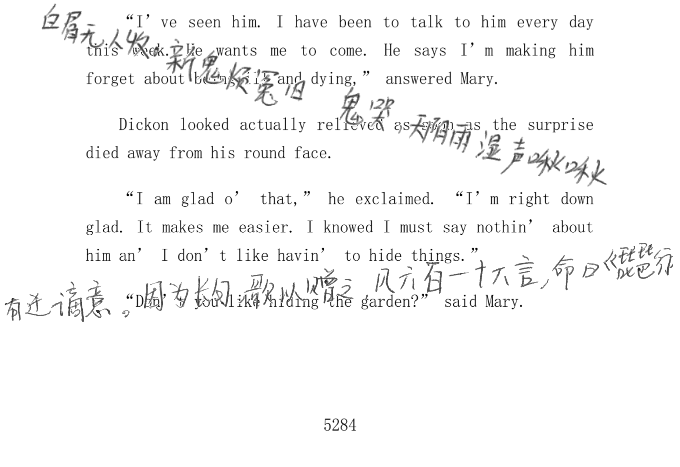 “I’ve seen him. I have been to talk to him every day
白骨无人收。新鬼烦冤旧
this week. He wants me to come. He says I’m making him
forget about being ill and dying,” answered Mary.
鬼哭,天阴雨湿声啾啾
Dickon looked actually relieved as soon as the surprise
died away from his round face.
“I am glad o’ that,” he exclaimed. “I’m right down
glad. It makes me easier. I knowed I must say nothin’ about
him an’ I don’t like havin’ to hide things.”
有迁谪意。因为长句,歌以赠之,凡六百一十六言,命曰《琵琶行
“Don’t you like hiding the garden?” said Mary.
5284